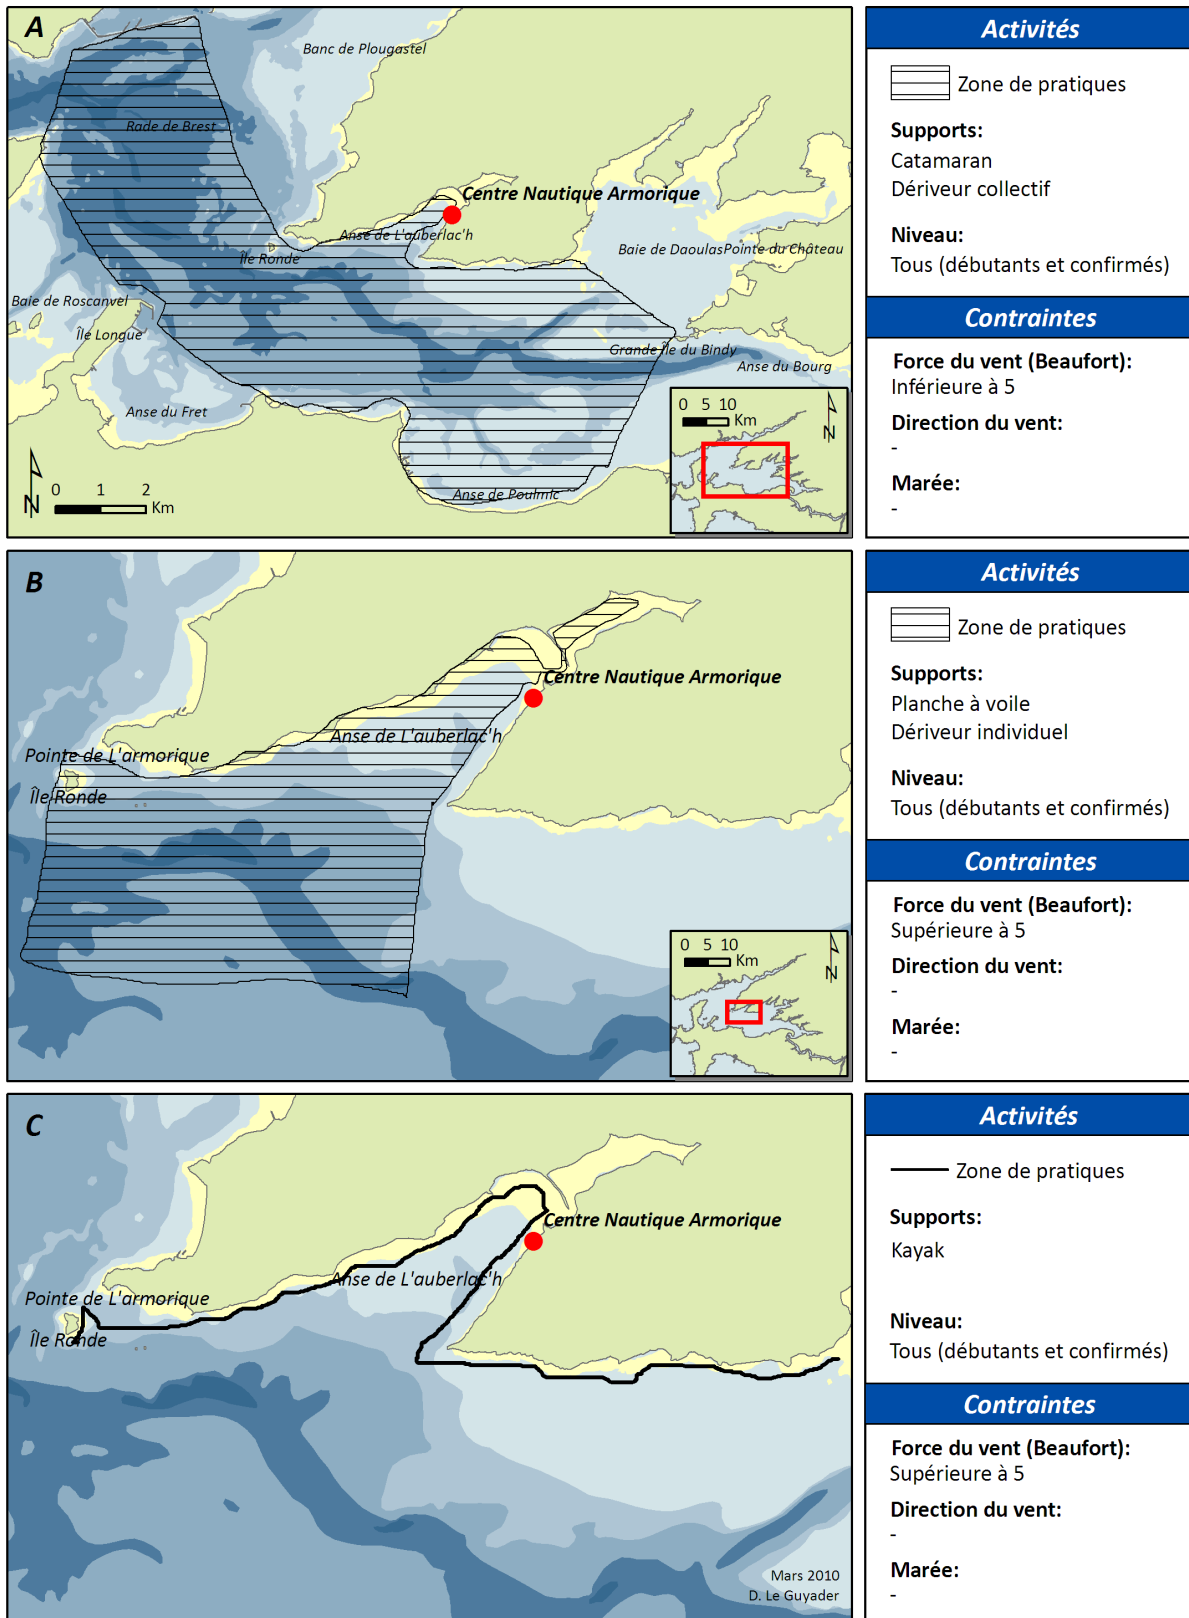 A
Banc de Plougastel
Rade de Brest
Centre Nautique Armorique
Anse de L'auberlac'h
Île Ronde
Baie de Daoulas
Pointe du Château
Baie de Roscanvel
Île Longue
Grande Île du Bindy
Anse du Bourg
Anse du Fret
Anse de Poulmic
N
0 1 2
Km
0 5 10
Km
N
Activités
Zone de pratiques
Supports:
Catamaran
Dériveur collectif
Niveau:
Tous (débutants et confirmés)
Contraintes
Force du vent (Beaufort):
Inférieure à 5
Direction du vent:
-
Marée:
-
B
Centre Nautique Armorique
Anse de L'auberlac'h
Pointe de L'armorique
Île Ronde
0 5 10
Km
N
Activités
Zone de pratiques
Supports:
Planche à voile
Dériveur individuel
Niveau:
Tous (débutants et confirmés)
Contraintes
Force du vent (Beaufort):
Supérieure à 5
Direction du vent:
-
Marée:
-
C
Centre Nautique Armorique
Anse de L'auberlac'h
Pointe de L'armorique
Île Ronde
Mars 2010
D. Le Guyader
Activités
Zone de pratiques
Supports:
Kayak
Niveau:
Tous (débutants et confirmés)
Contraintes
Force du vent (Beaufort):
Supérieure à 5
Direction du vent:
-
Marée:
-